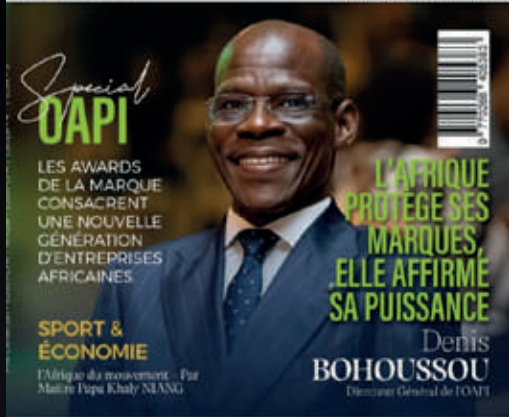 Special
OAPI
LES AWARDS
DE LA MARQUE
CONSACRENT
UNE NOUVELLE
GÉNÉRATION
D'ENTREPRISES
AFRICAINES
SPORT &
ÉCONOMIE
l'Afrique du mouvement - Par
Maître Papa Khaly NIANG
L'AFRIQUE
PROTÈGE SES
MARQUES,
ELLE AFFIRME
SA PUISSANCE
Denis
BOHOUSSOU
Directeur Général de l'OAPI